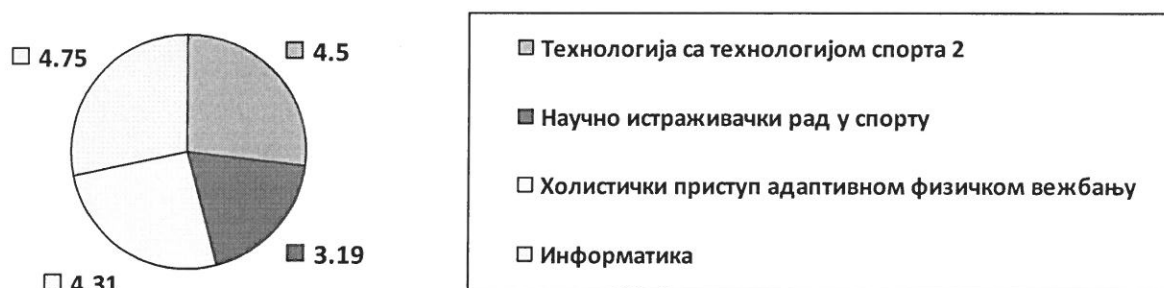 4.75
4.5
3.19
4.31
Технологија са технологијом спорта 2
Научно истраживачки рад у спорту
Холистички приступ адаптивном физичком вежбању
Информатика